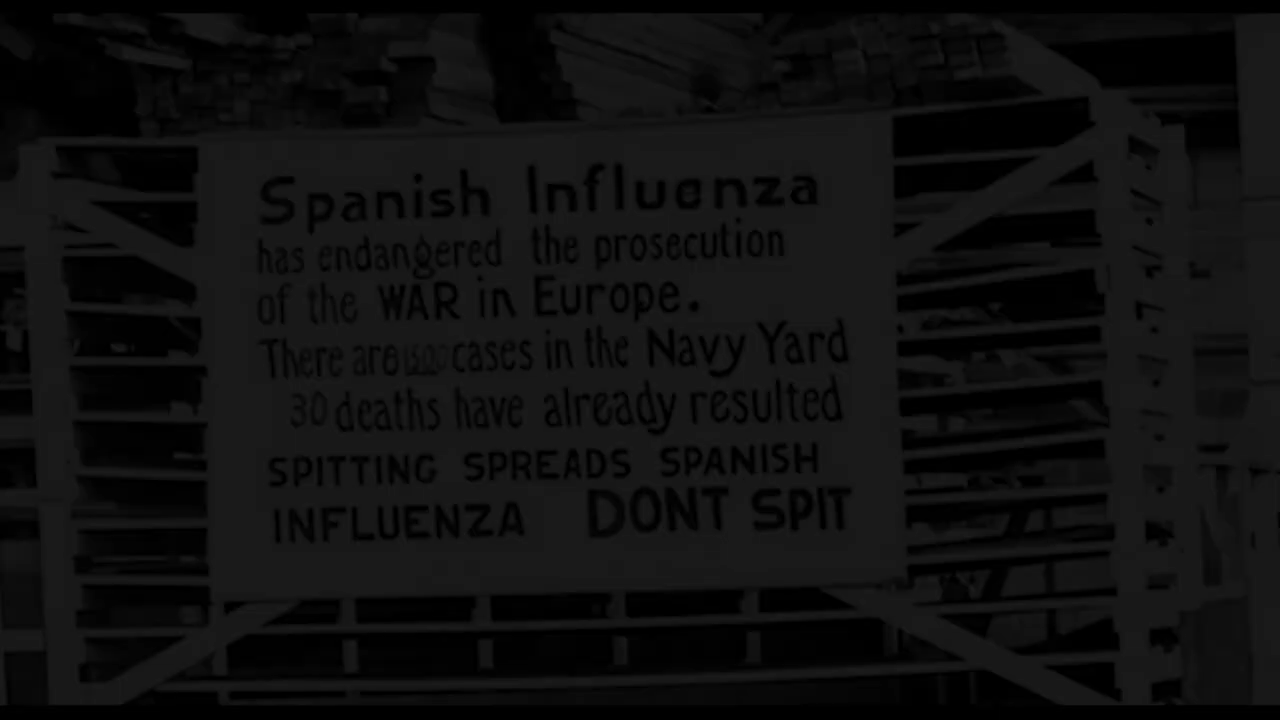 Spanish Influenza
has endangered the prosecution
of the WAR in Europe.
There are 1500 cases in the Navy Yard
30 deaths have already resulted
SPITTING SPREADS SPANISH
INFLUENZA DONT SPIT